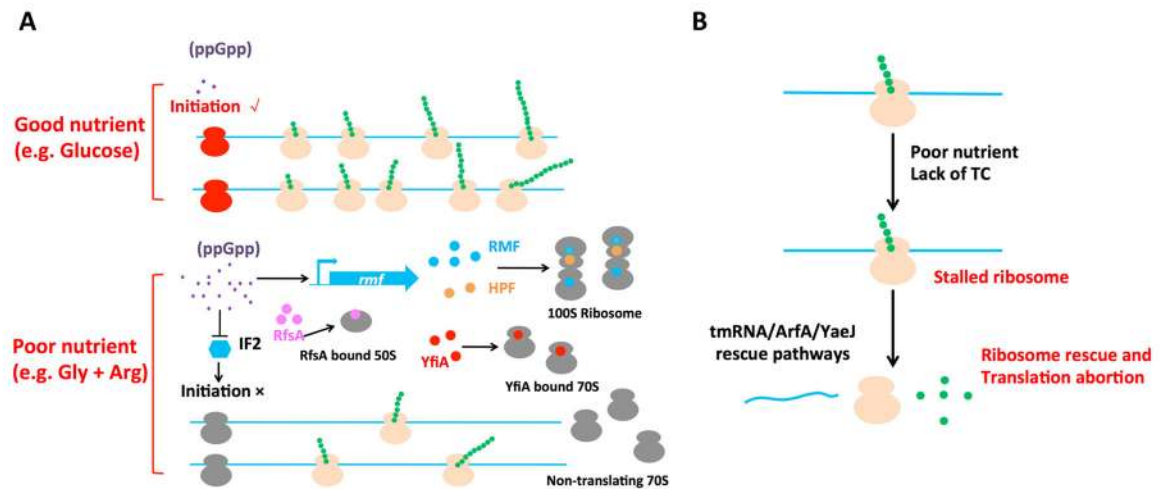 A
(ppGpp)
Initiation √
Good nutrient
(e.g. Glucose)
(ppGpp)
rmf
RMF
HPF
100S Ribosome
RfsA
RfsA bound 50S
IF2
YfiA
YfiA bound 70S
Poor nutrient
(e.g. Gly + Arg)
Initiation ×
Non-translating 70S
B
Poor nutrient
Lack of TC
Stalled ribosome
tmRNA/ArfA/YaeJ
rescue pathways
Ribosome rescue and
Translation abortion